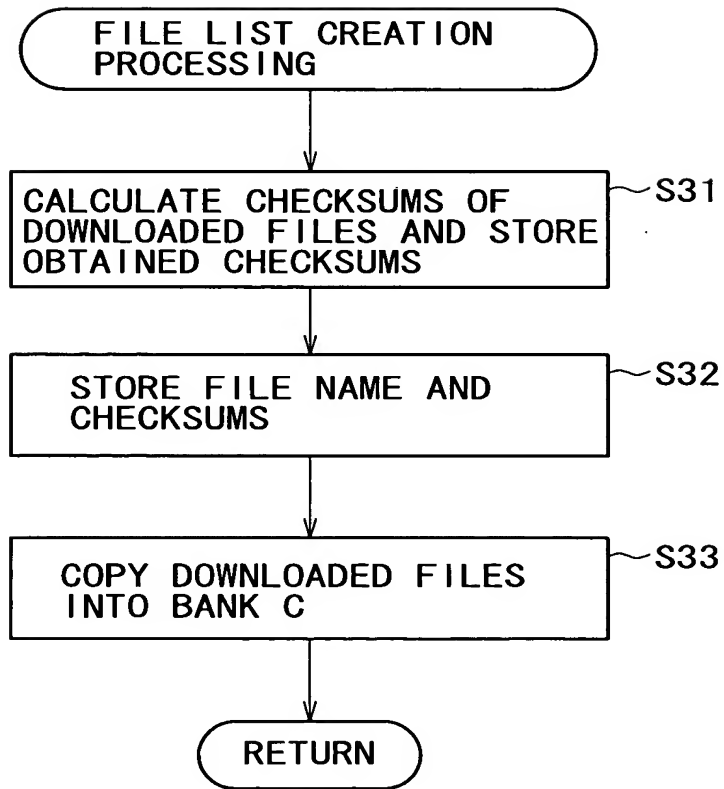 FILE LIST CREATION
PROCESSING
S31
CALCULATE CHECKSUMS OF
DOWNLOADED FILES AND STORE
OBTAINED CHECKSUMS
S32
STORE FILE NAME AND
CHECKSUMS
S33
COPY DOWNLOADED FILES
INTO BANK C
RETURN